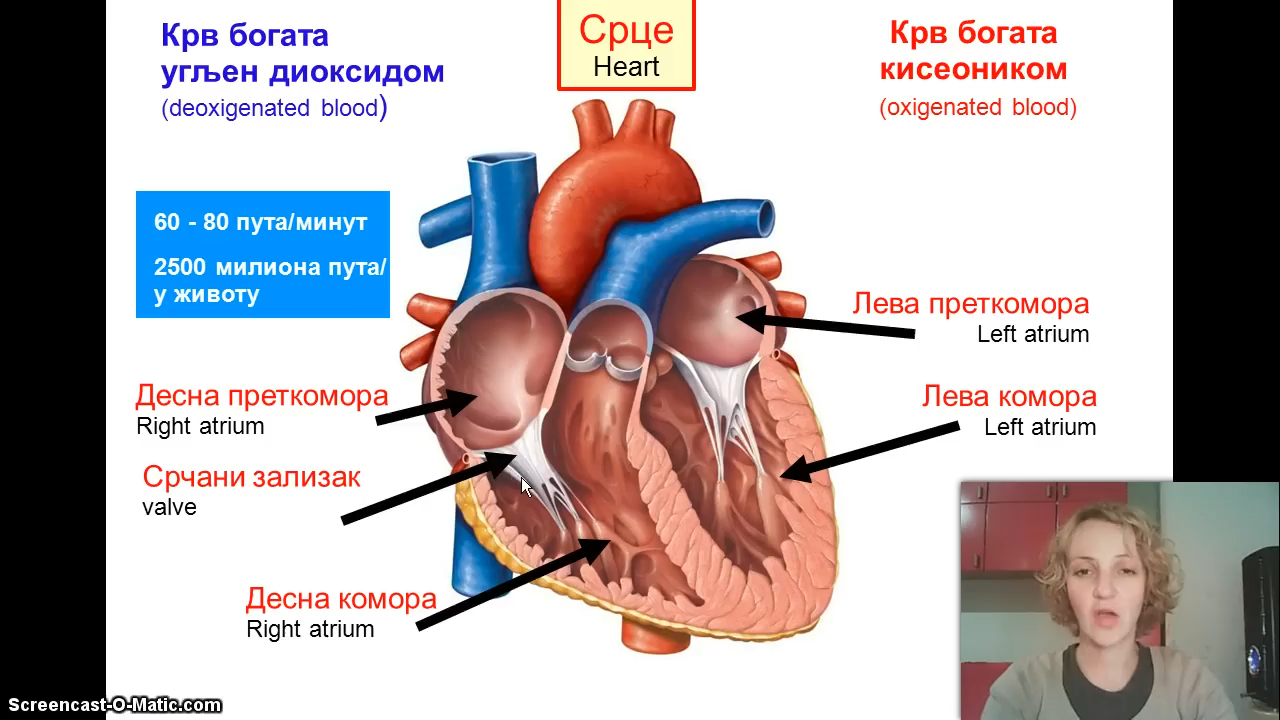 Крв богата
угљен диоксидом
(deoxigenated blood)
Срце
Heart
Крв богата
кисеоником
(oxigenated blood)
60 - 80 пута/минут
2500 милиона пута/
у животу
Лева преткомора
Left atrium
Десна преткомора
Right atrium
Лева комора
Left atrium
Срчани зализак
valve
Десна комора
Right atrium
Screencast-O-Matic.com